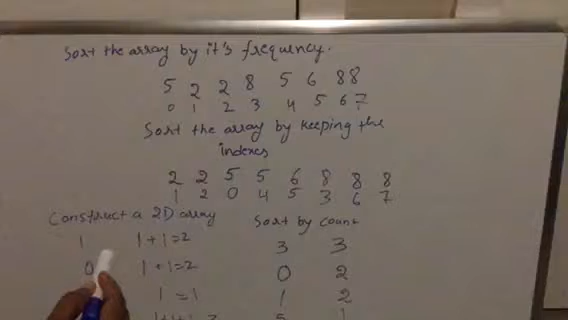 Sort the array by it's frequency.
5 2 2 8 5 6 8 8
0 1 2 3 4 5 6 7
Sort the array by keeping the
indexes
2 2 5 5 6 8 8 8
1 2 0 4 5 3 6 7
Construct a 2D array
1 1+1=2
0 1+1=2
1 =1
Sort by count
3 3
0 2
1 2
5 1